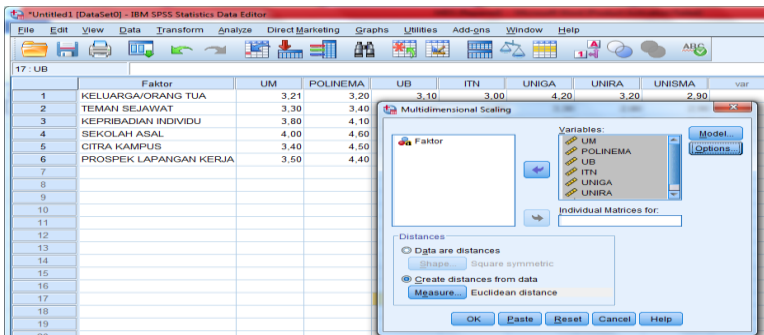 *Untitled1 [DataSet0] - IBM SPSS Statistics Data Editor
File Edit View Data Transform Analyze Direct Marketing Graphs Utilities Add-ons Window Help
17 : UB
Faktor UM POLINEMA UB ITN UNIGA UNIRA UNISMA var
1 KELUARGA/ORANG TUA 3,21 3,20 3,10 3,00 4,20 3,20 2,90
2 TEMAN SEJAWAT 3,30 3,40
3 KEPRIBADIAN INDIVIDU 3,80 4,10
4 SEKOLAH ASAL 4,00 4,60
5 CITRA KAMPUS 3,40 4,50
6 PROSPEK LAPANGAN KERJA 3,50 4,40
7
8
9
10
11
12
13
14
15
16
17
18
19
Multidimensional Scaling
Faktor
Variables:
UM
POLINEMA
UB
ITN
UNIGA
UNIRA
Model...
Options...
Individual Matrices for:
Distances
Data are distances
Shape... Square symmetric
Create distances from data
Measure... Euclidean distance
OK Paste Reset Cancel Help